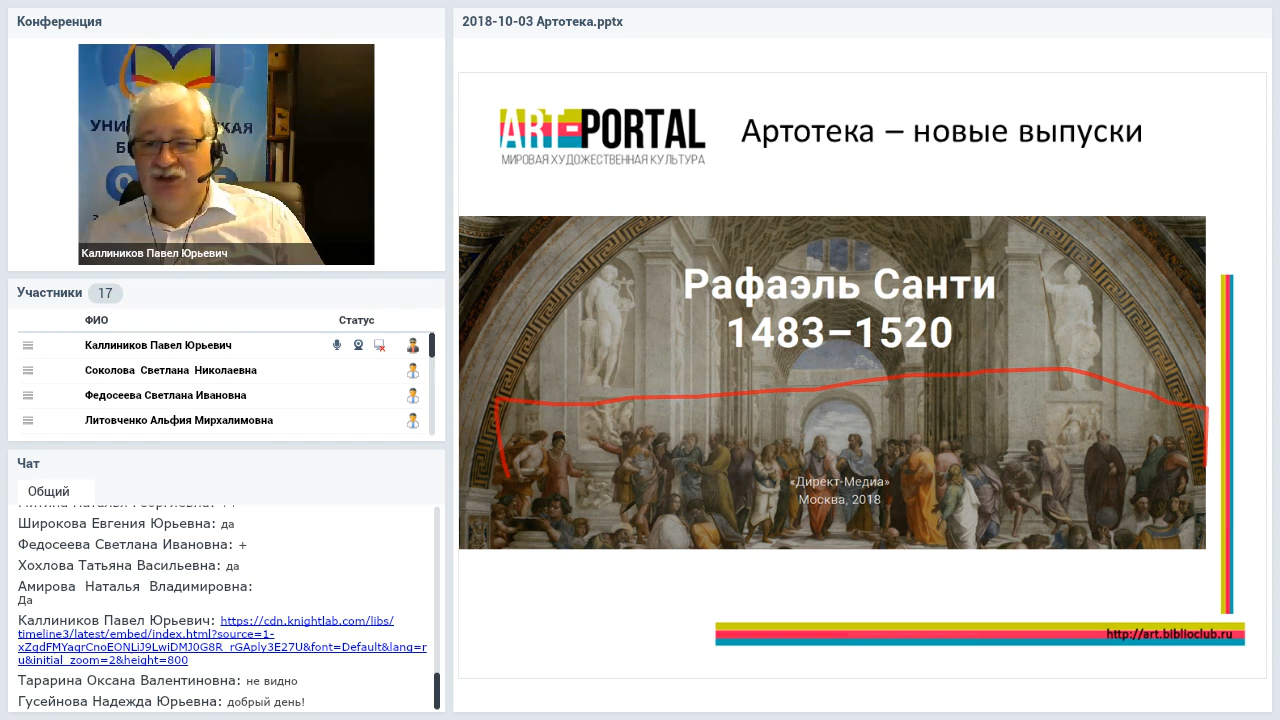 Конференция
Каллиников Павел Юрьевич
Участники 17
ФИО Статус
Каллиников Павел Юрьевич
Соколова Светлана Николаевна
Федосеева Светлана Ивановна
Литовченко Альфия Мирхалимовна
Чат
Общий
Широкова Евгения Юрьевна: да
Федосеева Светлана Ивановна: +
Хохлова Татьяна Васильевна: да
Амирова Наталья Владимировна:
Да
Каллиников Павел Юрьевич: https://cdn.knightlab.com/libs/
timeline3/latest/embed/index.html?source=1-
u&initial_zoom=2&height=800
Тарарина Оксана Валентиновна: не видно
Гусейнова Надежда Юрьевна: добрый день!
2018-10-03 Артотека.pptx
ART-PORTAL
МИРОВАЯ ХУДОЖЕСТВЕННАЯ КУЛЬТУРА
Артотека – новые выпуски
Рафаэль Санти
1483–1520
«Директ-Медиа»
Москва, 2018
http://art.biblioclub.ru